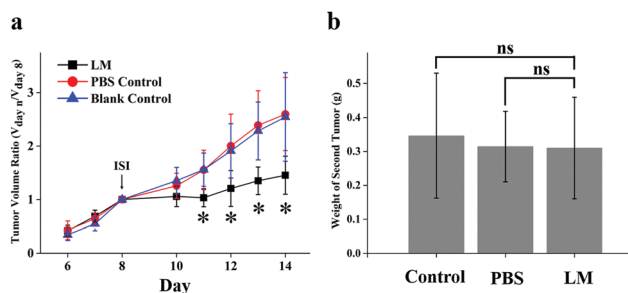 a
LM
PBS Control
Blank Control
ISI
Tumor Volume Ratio (V day n/V day 8)
3
2
1
0
* * * *
6 8 10 12 14
Day
b
ns
ns
Weight of Second Tumor (g)
0.5
0.4
0.3
0.2
0.1
0.0
Control PBS LM